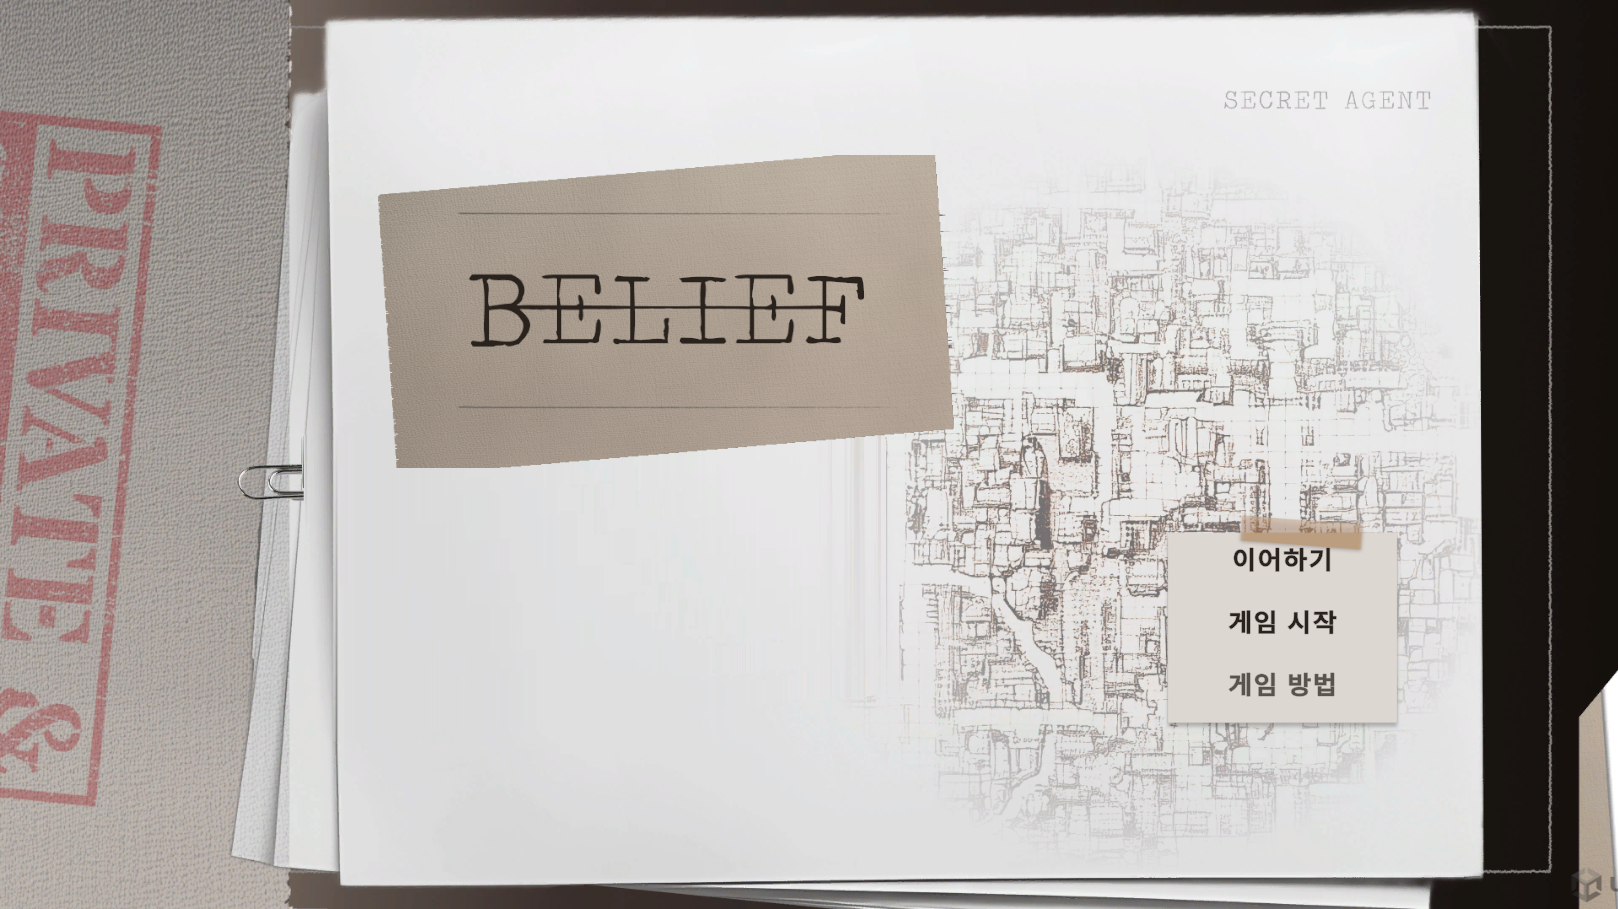 PRIVATE &
SECRET AGENT
BELIEF
이어하기
게임 시작
게임 방법